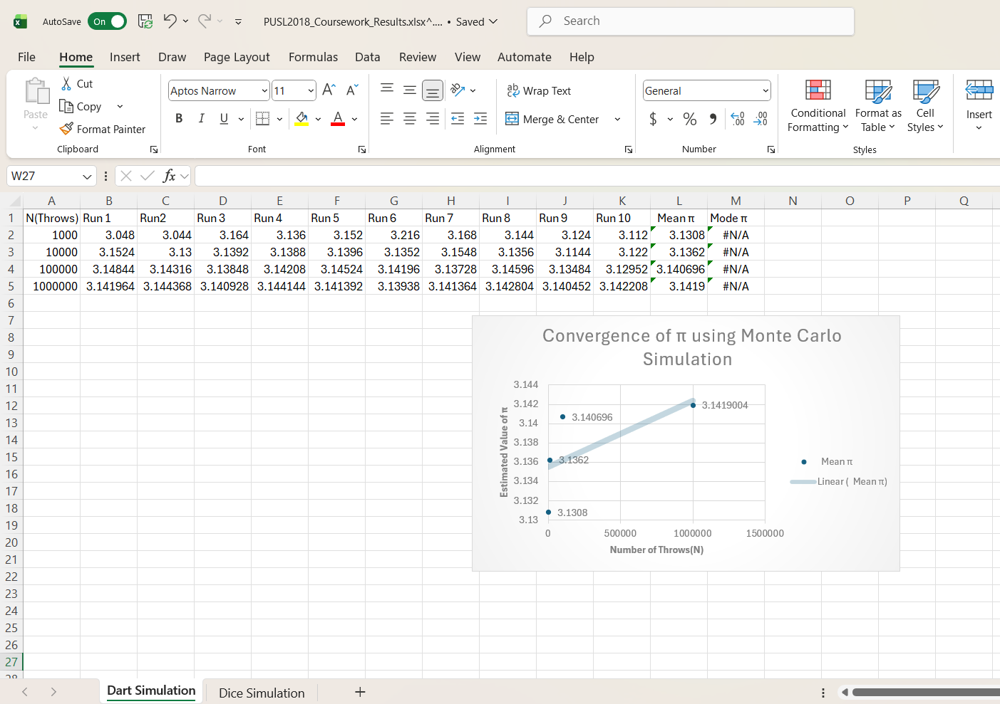 AutoSave On PUSL2018_Coursework_Results.xlsx^.... • Saved Search
File Home Insert Draw Page Layout Formulas Data Review View Automate Help
Paste
Cut
Copy
Format Painter
Clipboard
Aptos Narrow 11
B I U
Font
Wrap Text
Merge & Center
Alignment
General
$ % , .00 .00
Number
Conditional Formatting
Format as Table
Cell Styles
Styles
Insert
W27 fx
A B C D E F G H I J K L M N O P Q
1 N(Throws) Run 1 Run2 Run 3 Run 4 Run 5 Run 6 Run 7 Run 8 Run 9 Run 10 Mean π Mode π
2 1000 3.048 3.044 3.164 3.136 3.152 3.216 3.168 3.144 3.124 3.112 3.1308 #N/A
3 10000 3.1524 3.13 3.1392 3.1388 3.1396 3.1352 3.1548 3.1356 3.1144 3.122 3.1362 #N/A
4 100000 3.14844 3.14316 3.13848 3.14208 3.14524 3.14196 3.13728 3.14596 3.13484 3.12952 3.140696 #N/A
5 1000000 3.141964 3.144368 3.140928 3.144144 3.141392 3.13938 3.141364 3.142804 3.140452 3.142208 3.1419 #N/A
6
7
8
9
10
11
12
13
14
15
16
17
18
19
20
21
22
23
24
25
26
27
28
Convergence of π using Monte Carlo
Simulation
Estimated Value of π
3.144
3.142
3.14
3.138
3.136
3.134
3.132
3.13
3.1419004
3.140696
3.1362
3.1308
0 500000 1000000 1500000
Number of Throws(N)
Mean π
Linear ( Mean π)
Dart Simulation Dice Simulation +